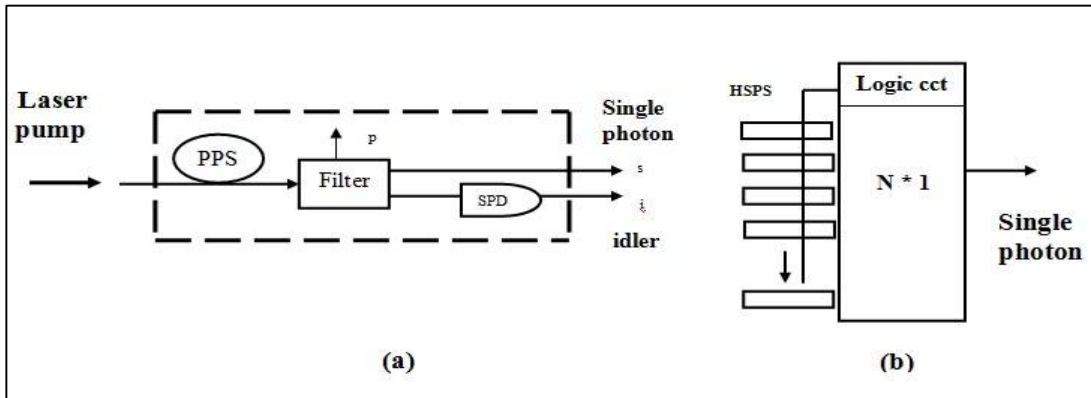 Laser
pump
PPS
Filter
p
SPD
Single
photon
s
i
idler
(a)
HSPS
Logic cct
N * 1
Single
photon
(b)